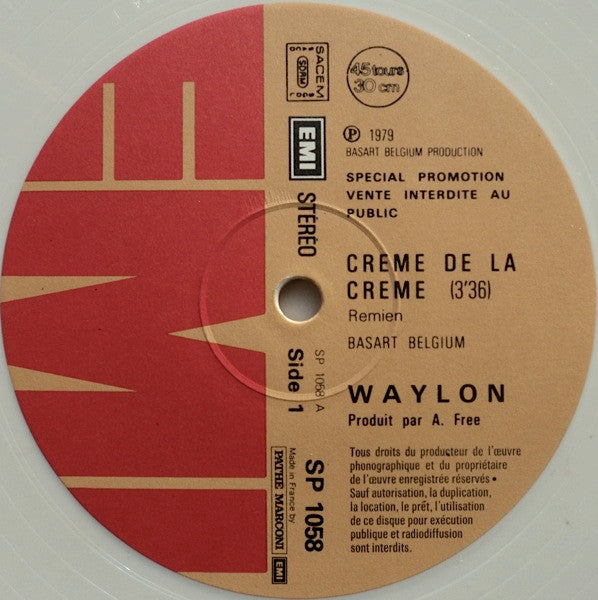 SACEM
SDRM
45 tours
30 cm
EMI
STÉRÉO
℗ 1979
BASART BELGIUM PRODUCTION
SPECIAL PROMOTION
VENTE INTERDITE AU
PUBLIC
CREME DE LA
CREME (3'36)
Remien
BASART BELGIUM
SP 1058 A
Side 1
WAYLON
Produit par A. Free
SP 1058
Made in France by
PATHE MARCONI EMI
Tous droits du producteur de l'œuvre
phonographique et du propriétaire
de l'œuvre enregistrée réservés •
Sauf autorisation, la duplication,
la location, le prêt, l'utilisation
de ce disque pour exécution
publique et radiodiffusion
sont interdits.